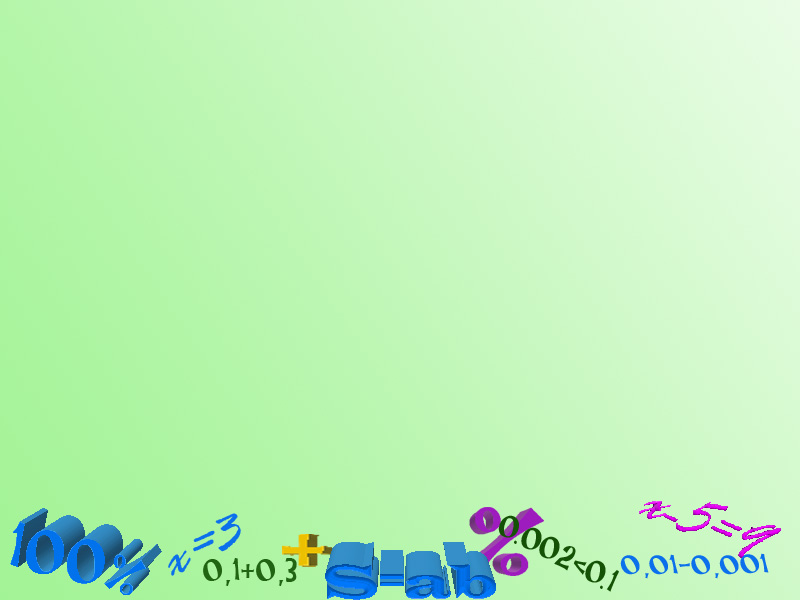 100%
x=3
0,1+0,3
+
S=ab
%
0.002<0.1
x-5=9
0,01-0,001